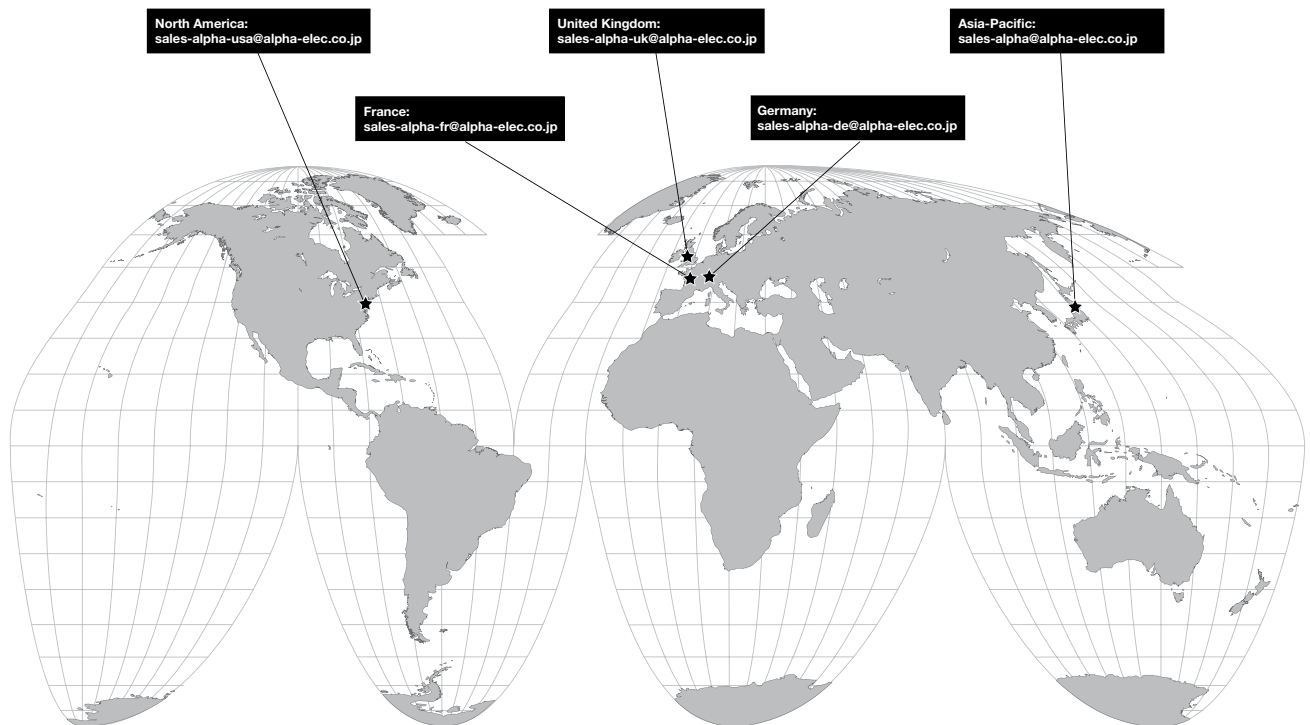 North America:
sales-alpha-usa@alpha-elec.co.jp
United Kingdom:
sales-alpha-uk@alpha-elec.co.jp
Asia-Pacific:
sales-alpha@alpha-elec.co.jp
France:
sales-alpha-fr@alpha-elec.co.jp
Germany:
sales-alpha-de@alpha-elec.co.jp